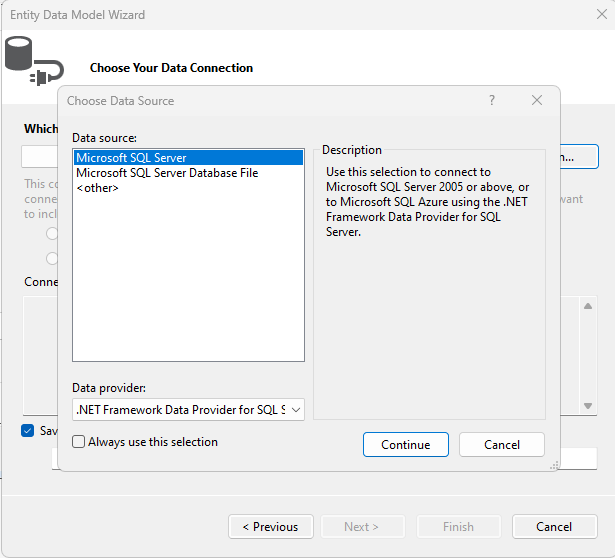 Entity Data Model Wizard
Choose Your Data Connection
Choose Data Source
?
Which
Data source:
Microsoft SQL Server
Microsoft SQL Server Database File
<other>
Description
Use this selection to connect to
Microsoft SQL Server 2005 or above, or
to Microsoft SQL Azure using the .NET
Framework Data Provider for SQL
Server.
n...
This co
conne
want
to inclu
Conne
Data provider:
.NET Framework Data Provider for SQL S
Always use this selection
Continue
Cancel
Sav
< Previous
Next >
Finish
Cancel